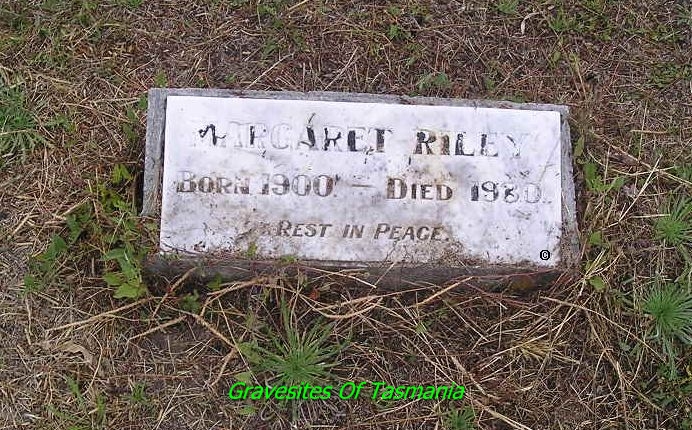 MARGARET RILEY
BORN 1900. — DIED 1980.
REST IN PEACE.
©
Gravesites Of Tasmania